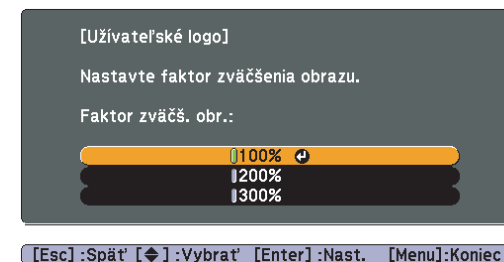 [Užívateľské logo]
Nastavte faktor zväčšenia obrazu.
Faktor zväčš. obr.:
100%
200%
300%
[Esc] :Späť [◆] :Vybrať [Enter] :Nast. [Menu]:Koniec